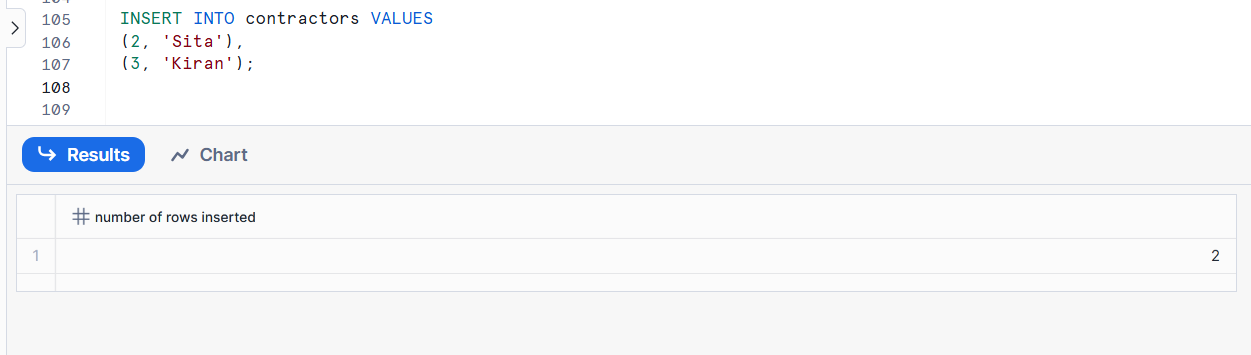 105 INSERT INTO contractors VALUES
106 (2, 'Sita'),
107 (3, 'Kiran');
108
109
Results Chart
number of rows inserted
1 2